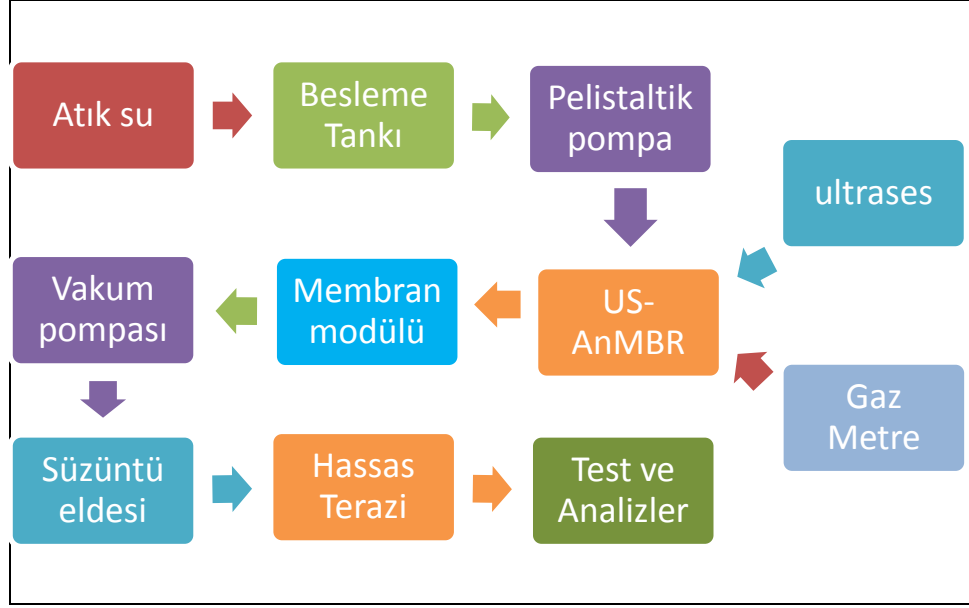 Atık su
Besleme
Tankı
Pelistaltik
pompa
ultrases
Vakum
pompası
Membran
modülü
US-
AnMBR
Gaz
Metre
Süzüntü
eldesi
Hassas
Terazi
Test ve
Analizler